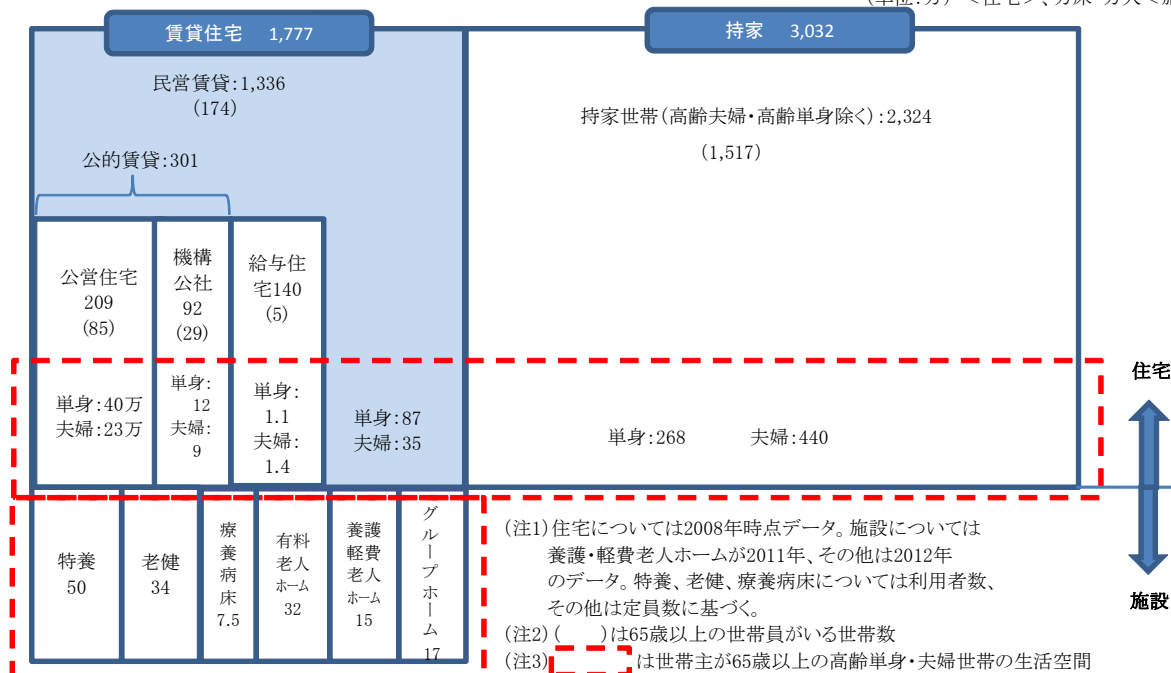 賃貸住宅 1,777
持家 3,032
民営賃貸:1,336
(174)
持家世帯(高齢夫婦・高齢単身除く):2,324
(1,517)
公的賃貸:301
公営住宅
209
(85)
機構
公社
92
(29)
給与住
宅140
(5)
単身:40万
夫婦:23万
単身:
12
夫婦:
9
単身:
1.1
夫婦:
1.4
単身:87
夫婦:35
単身:268 夫婦:440
住宅
施設
特養
50
老健
34
療
養
病
床
7.5
有料
老人
ホーム
32
養護
軽費
老人
ホーム
15
グ
ル
ー
プ
ホ
ー
ム
17
(注1)住宅については2008年時点データ。施設については
養護・軽費老人ホームが2011年、その他は2012年
のデータ。特養、老健、療養病床については利用者数、
その他は定員数に基づく。
(注2)( )は65歳以上の世帯員がいる世帯数
(注3) は世帯主が65歳以上の高齢単身・夫婦世帯の生活空間